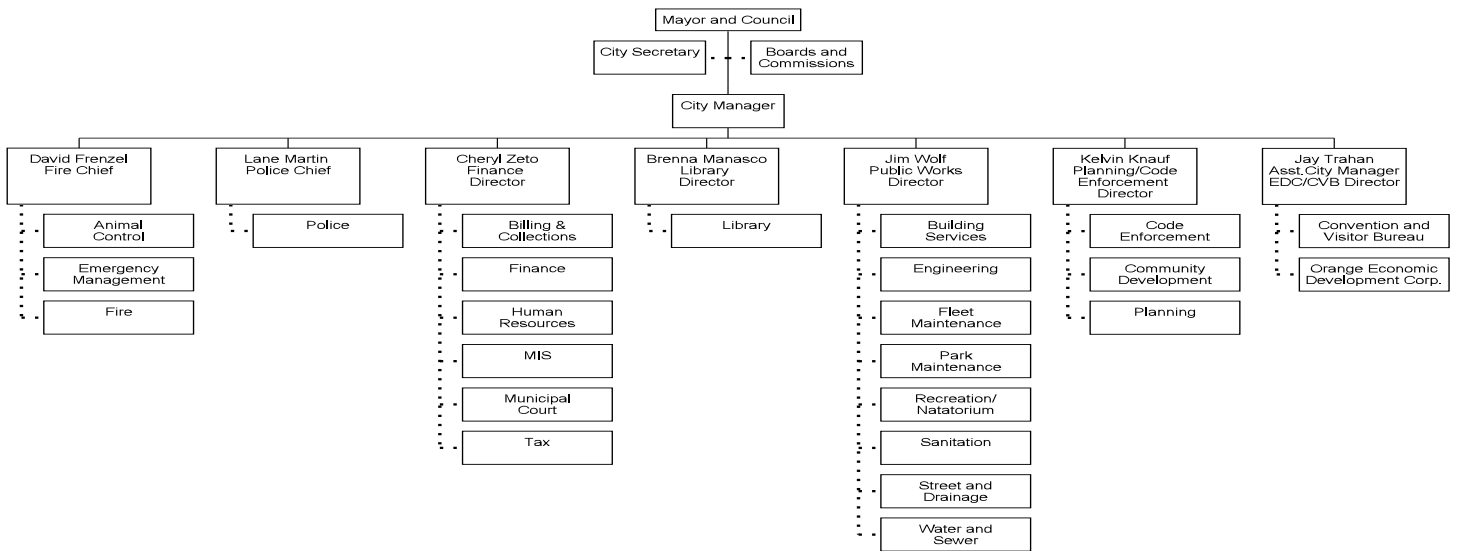 Mayor and Council
City Secretary
Boards and
Commissions
City Manager
David Frenzel
Fire Chief
Lane Martin
Police Chief
Cheryl Zeto
Finance
Director
Brenna Manasco
Library
Director
Jim Wolf
Public Works
Director
Kelvin Knauf
Planning/Code
Enforcement
Director
Jay Trahan
Asst.City Manager
EDC/CVB Director
Animal
Control
Emergency
Management
Fire
Police
Billing &
Collections
Finance
Human
Resources
MIS
Municipal
Court
Tax
Library
Building
Services
Engineering
Fleet
Maintenance
Park
Maintenance
Recreation/
Natatorium
Sanitation
Street and
Drainage
Water and
Sewer
Code
Enforcement
Community
Development
Planning
Convention and
Visitor Bureau
Orange Economic
Development Corp.